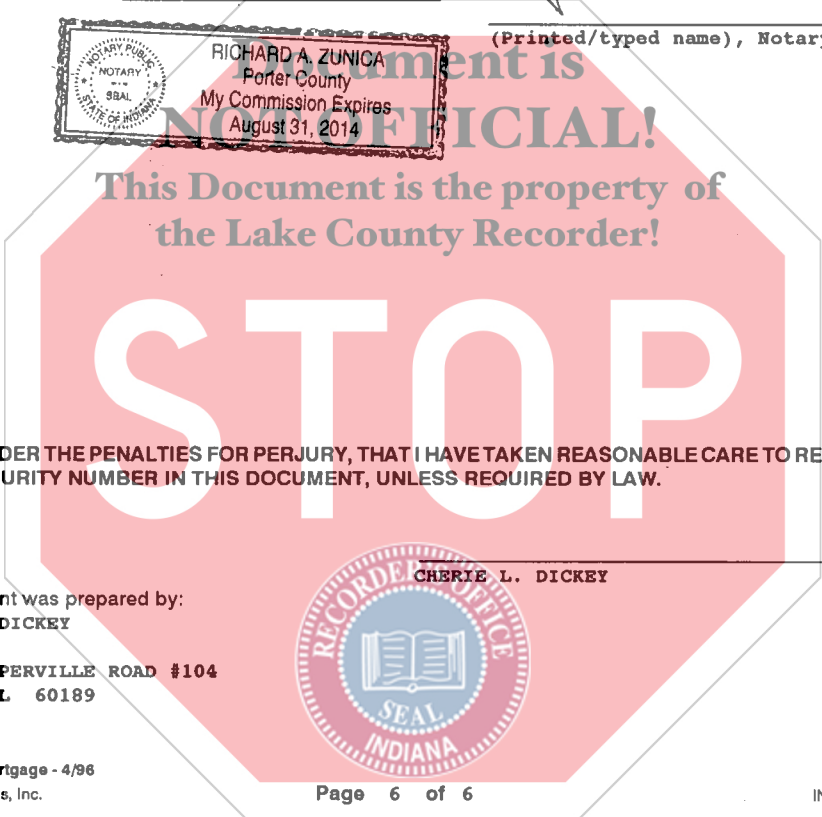 (Printed/typed name), Notary
NOTARY PUBLIC
NOTARY
SEAL
STATE OF INDIANA
RICHARD A. ZUNICA
Porter County
My Commission Expires
August 31, 2014
Document is
NOT OFFICIAL!
This Document is the property of
the Lake County Recorder!
STOP
DER THE PENALTIES FOR PERJURY, THAT I HAVE TAKEN REASONABLE CARE TO RE
URITY NUMBER IN THIS DOCUMENT, UNLESS REQUIRED BY LAW.
CHERIE L. DICKEY
nt was prepared by:
DICKEY
PERVILLE ROAD #104
L 60189
RECORDER'S OFFICE
SEAL
INDIANA
rtgage - 4/96
s, Inc.
Page 6 of 6
IN